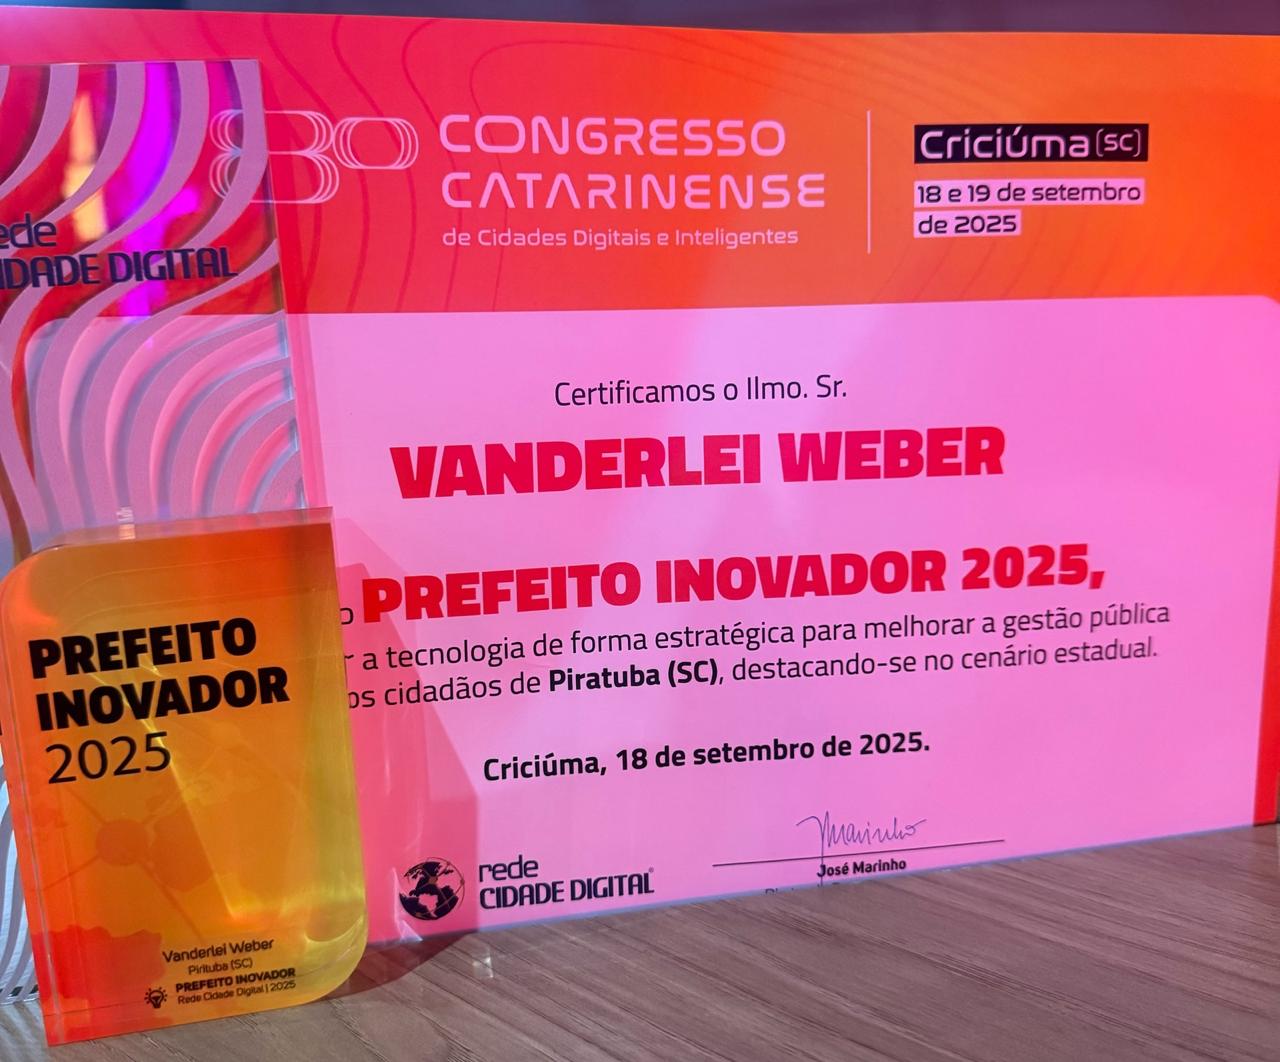 8º CONGRESSO
CATARINENSE
de Cidades Digitais e Inteligentes
Criciúma (SC)
18 e 19 de setembro
de 2025
rede
CIDADE DIGITAL
Certificamos o Ilmo. Sr.
VANDERLEI WEBER
PREFEITO INOVADOR 2025,
a tecnologia de forma estratégica para melhorar a gestão pública
cidadãos de Piratuba (SC), destacando-se no cenário estadual.
Criciúma, 18 de setembro de 2025.
Marinho
José Marinho
rede
CIDADE DIGITAL
PREFEITO
INOVADOR
2025
Vanderlei Weber
Pirituba (SC)
PREFEITO INOVADOR
Rede Cidade Digital | 2025